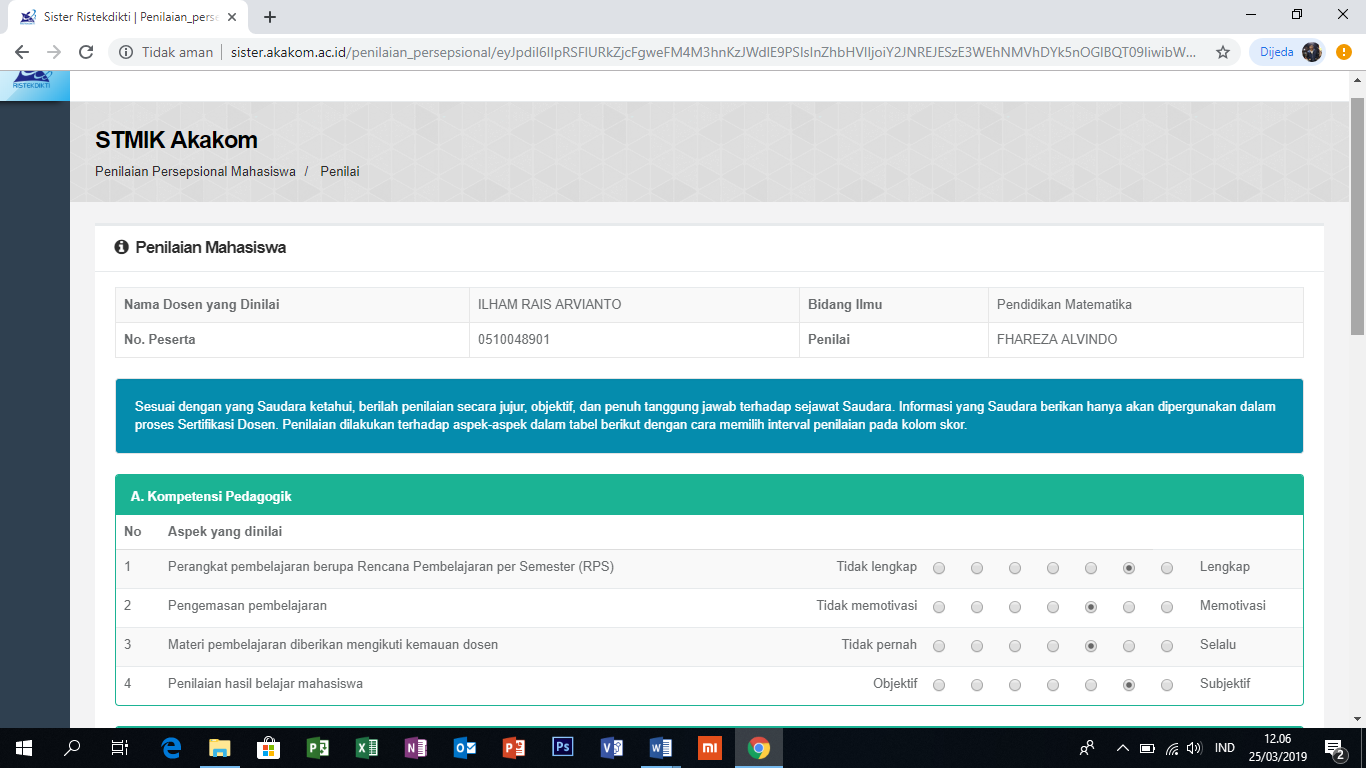 Sister Ristekdikti | Penilaian_perse
Tidak aman
RISTEKDIKTI
STMIK Akakom
Penilaian Persepsional Mahasiswa / Penilai
Penilaian Mahasiswa
Nama Dosen yang Dinilai ILHAM RAIS ARVIANTO Bidang Ilmu Pendidikan Matematika
No. Peserta 0510048901 Penilai FHAREZA ALVINDO
Sesuai dengan yang Saudara ketahui, berilah penilaian secara jujur, objektif, dan penuh tanggung jawab terhadap sejawat Saudara. Informasi yang Saudara berikan hanya akan dipergunakan dalam
proses Sertifikasi Dosen. Penilaian dilakukan terhadap aspek-aspek dalam tabel berikut dengan cara memilih interval penilaian pada kolom skor.
A. Kompetensi Pedagogik
No Aspek yang dinilai
1 Perangkat pembelajaran berupa Rencana Pembelajaran per Semester (RPS) Tidak lengkap Lengkap
2 Pengemasan pembelajaran Tidak memotivasi Memotivasi
3 Materi pembelajaran diberikan mengikuti kemauan dosen Tidak pernah Selalu
4 Penilaian hasil belajar mahasiswa Objektif Subjektif
Dijeda
IND
12.06
25/03/2019
2